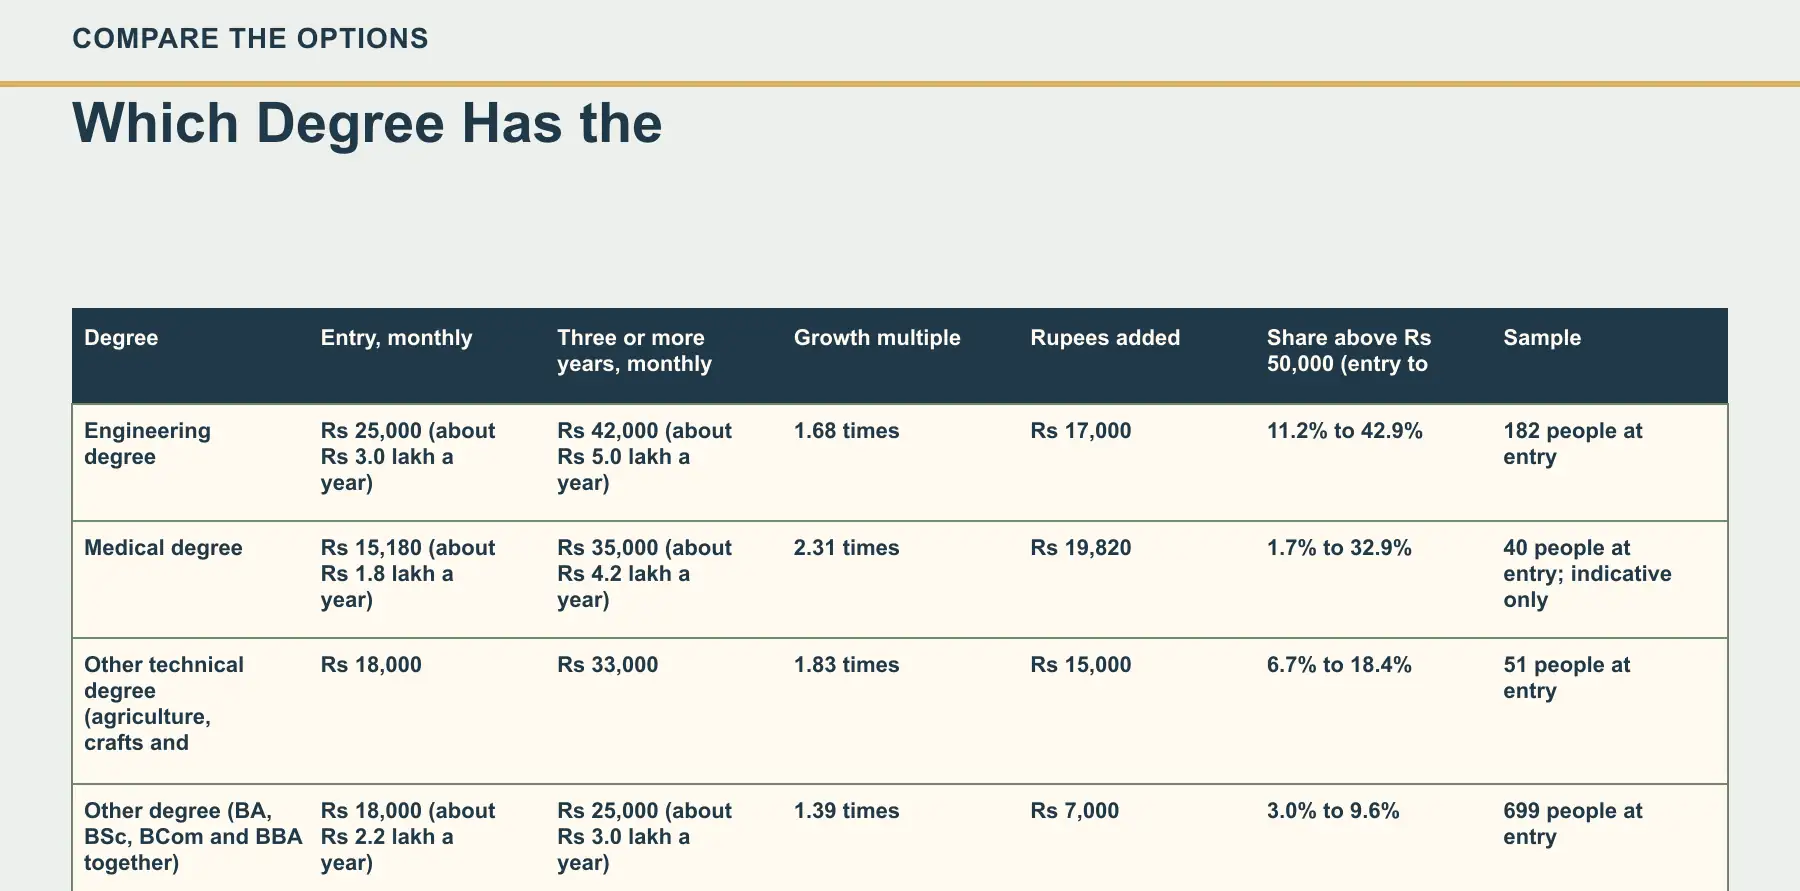 COMPARE THE OPTIONS
Which Degree Has the
Degree
Entry, monthly
Three or more
years, monthly
Growth multiple
Rupees added
Share above Rs
50,000 (entry to
Sample
Engineering
degree
Rs 25,000 (about
Rs 3.0 lakh a
year)
Rs 42,000 (about
Rs 5.0 lakh a
year)
1.68 times
Rs 17,000
11.2% to 42.9%
182 people at
entry
Medical degree
Rs 15,180 (about
Rs 1.8 lakh a
year)
Rs 35,000 (about
Rs 4.2 lakh a
year)
2.31 times
Rs 19,820
1.7% to 32.9%
40 people at
entry; indicative
only
Other technical
degree
(agriculture,
crafts and
Rs 18,000
Rs 33,000
1.83 times
Rs 15,000
6.7% to 18.4%
51 people at
entry
Other degree (BA,
BSc, BCom and BBA
together)
Rs 18,000 (about
Rs 2.2 lakh a
year)
Rs 25,000 (about
Rs 3.0 lakh a
year)
1.39 times
Rs 7,000
3.0% to 9.6%
699 people at
entry